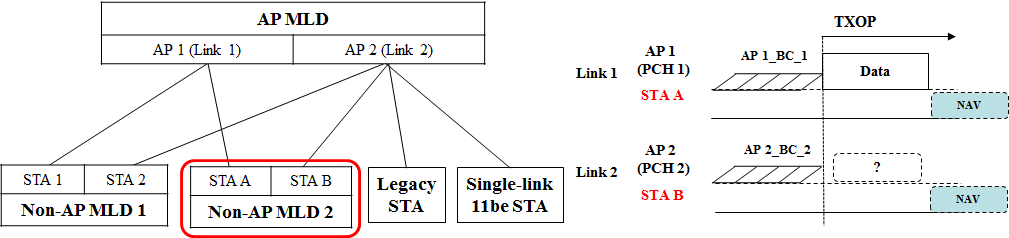 AP MLD
AP 1 (Link 1)
AP 2 (Link 2)
STA 1
STA 2
Non-AP MLD 1
STA A
STA B
Non-AP MLD 2
Legacy
STA
Single-link
11be STA
TXOP
Link 1
AP 1
(PCH 1)
STA A
AP 1_BC_1
Data
NAV
Link 2
AP 2
(PCH 2)
STA B
AP 2_BC_2
?
NAV